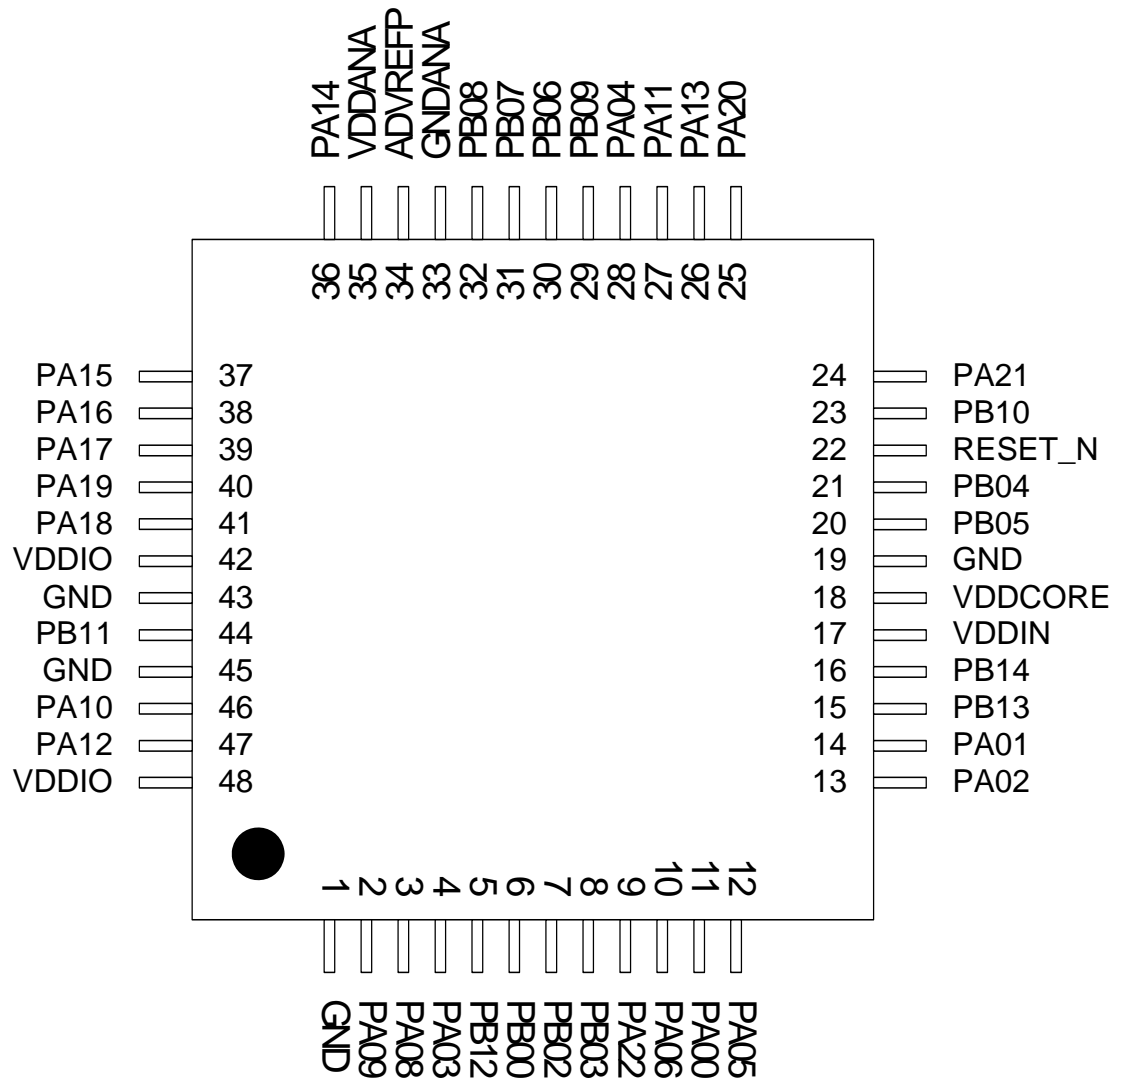 PA14 VDDANA ADVREFP GNDANA PB08 PB07 PB06 PB09 PA04 PA11 PA13 PA20
36 35 34 33 32 31 30 29 28 27 26 25
PA15 37 24 PA21
PA16 38 23 PB10
PA17 39 22 RESET_N
PA19 40 21 PB04
PA18 41 20 PB05
VDDIO 42 19 GND
GND 43 18 VDDCORE
PB11 44 17 VDDIN
GND 45 16 PB14
PA10 46 15 PB13
PA12 47 14 PA01
VDDIO 48 13 PA02
1 2 3 4 5 6 7 8 9 10 11 12
GND PA09 PA08 PA03 PB12 PB00 PB02 PB03 PA22 PA06 PA00 PA05